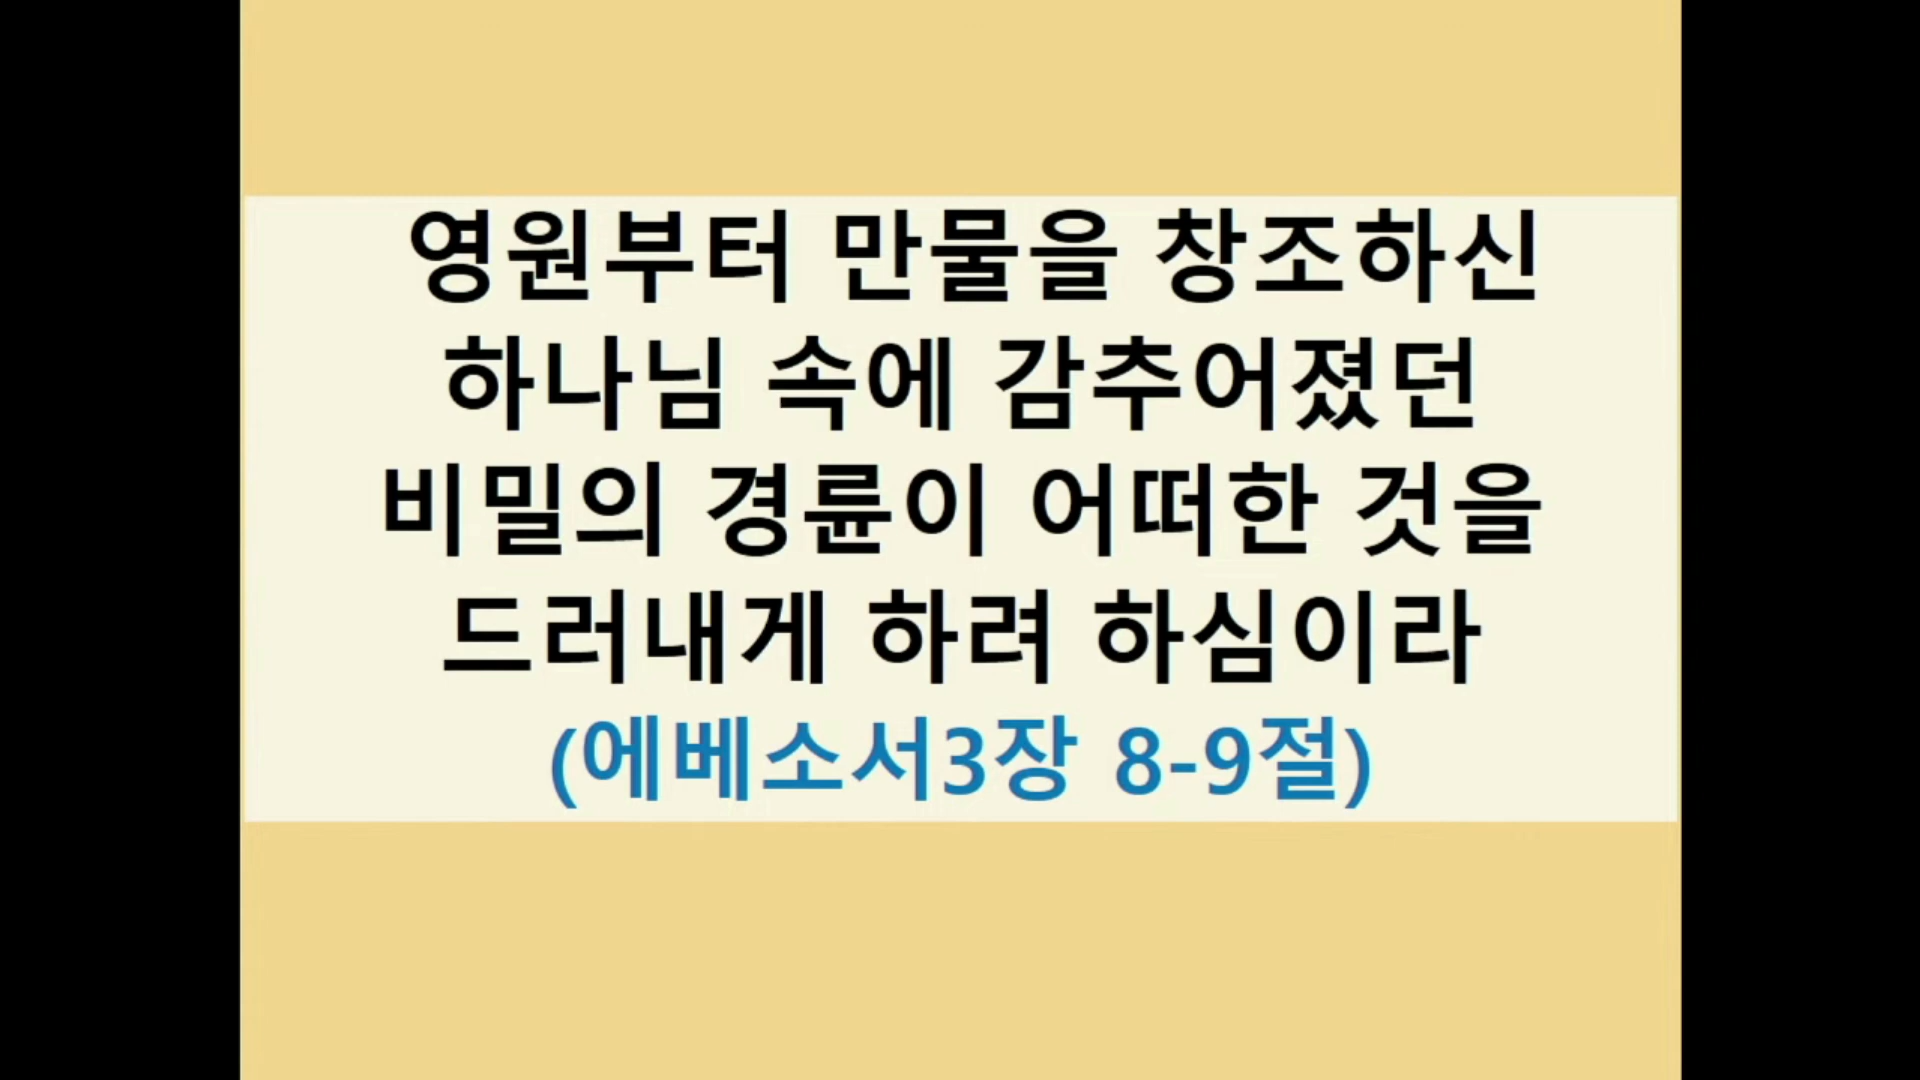 영원부터 만물을 창조하신
하나님 속에 감추어졌던
비밀의 경륜이 어떠한 것을
드러내게 하려 하심이라
(에베소서3장 8-9절)